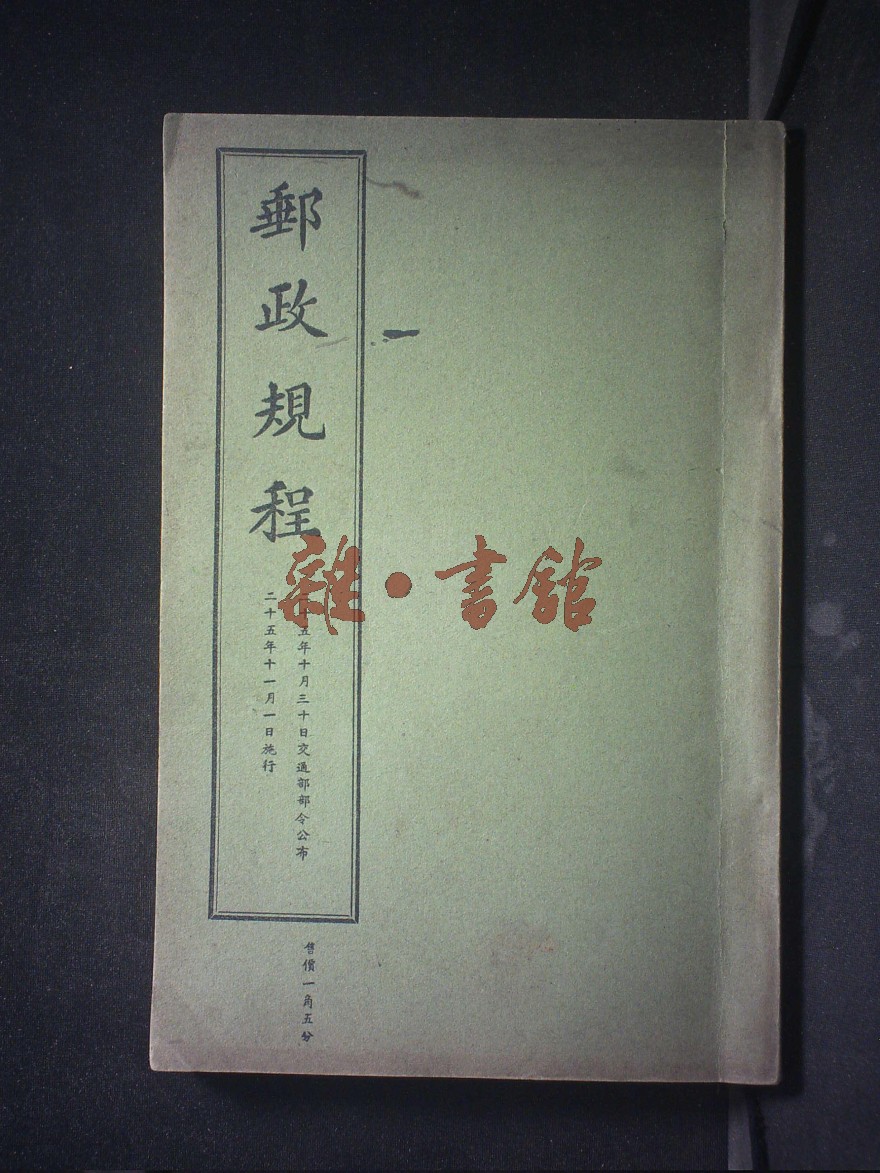 郵政規程
二十五年十月三十日交通部部令公布
二十五年十一月一日施行
售價一角五分
雜·書館